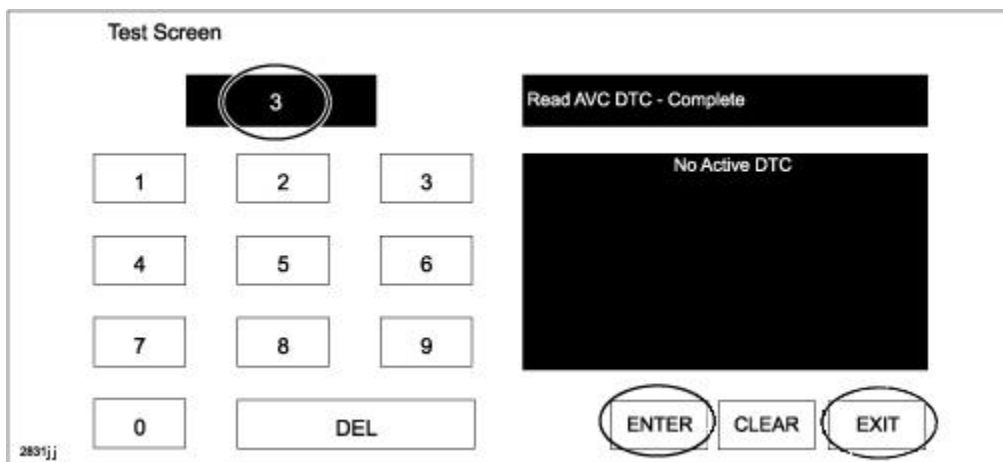 Test Screen
3
Read AVC DTC - Complete
No Active DTC
1 2 3
4 5 6
7 8 9
0 DEL
ENTER CLEAR EXIT
2831jj